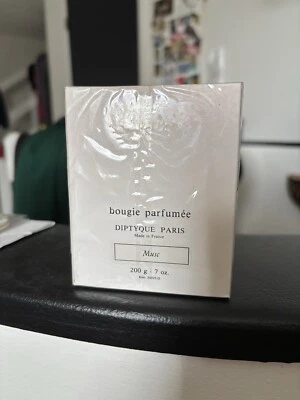 bougie parfumée
DIPTYQUE PARIS
Made in France
Musc
200 g - 7 oz.